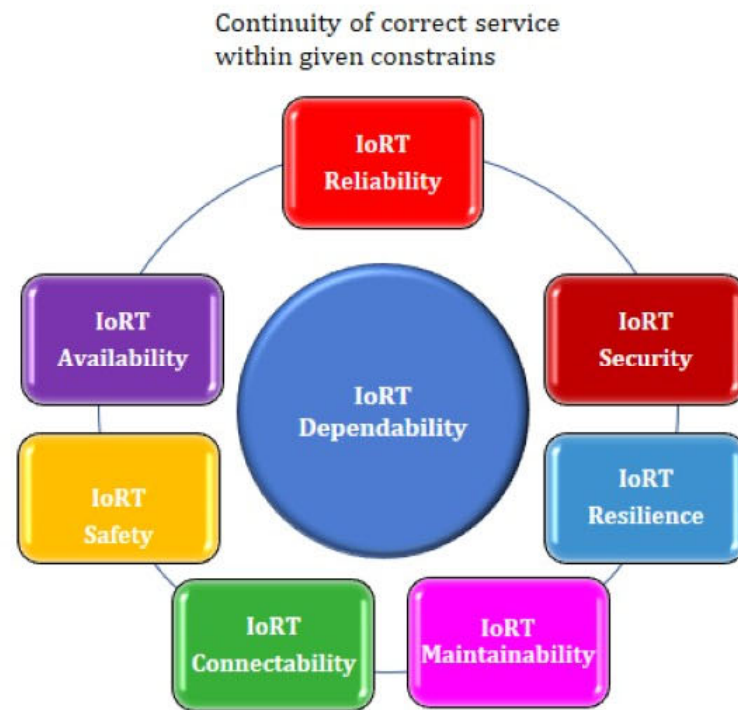 Continuity of correct service
within given constrains
IoRT
Reliability
IoRT
Availability
IoRT
Security
IoRT
Dependability
IoRT
Safety
IoRT
Resilience
IoRT
Connectability
IoRT
Maintainability